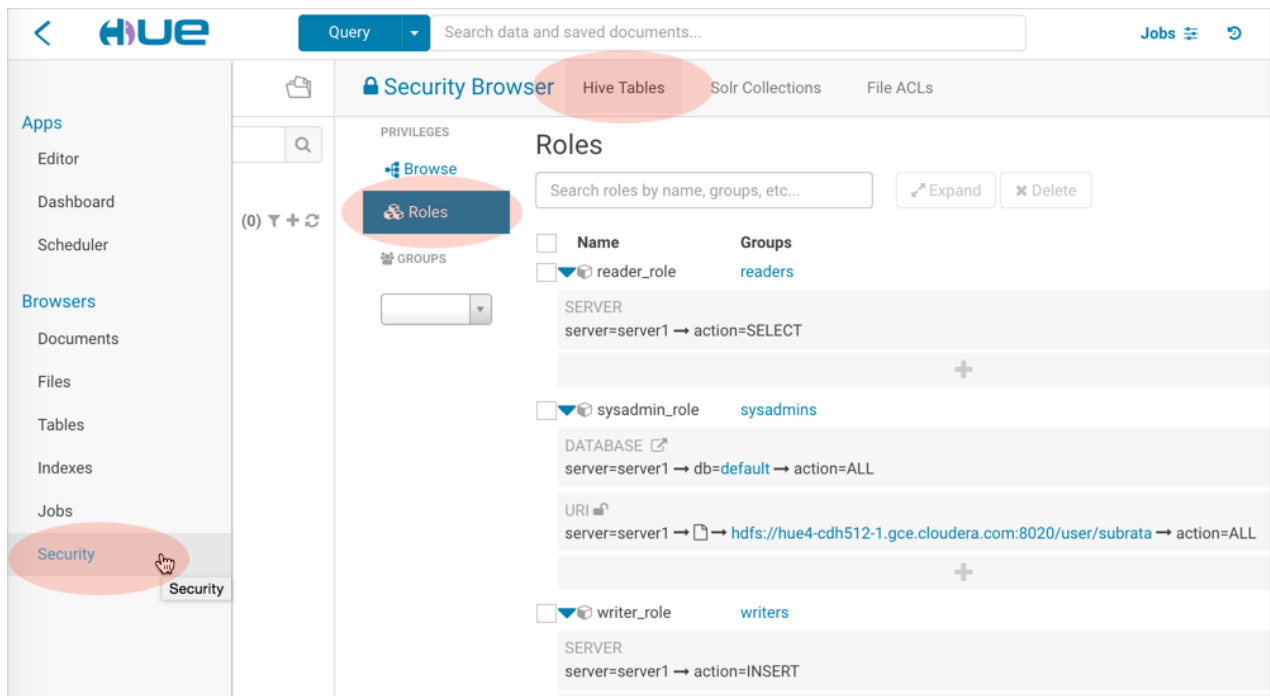 HUE
Query
Search data and saved documents...
Jobs
Apps
Editor
Dashboard
Scheduler
Browsers
Documents
Files
Tables
Indexes
Jobs
Security
Security
(0)
Security Browser
Hive Tables
Solr Collections
File ACLs
PRIVILEGES
Browse
Roles
GROUPS
Roles
Search roles by name, groups, etc...
Expand
Delete
Name Groups
reader_role readers
SERVER
server=server1 → action=SELECT
sysadmin_role sysadmins
DATABASE
server=server1 → db=default → action=ALL
URI
server=server1 → → hdfs://hue4-cdh512-1.gce.cloudera.com:8020/user/subrata → action=ALL
writer_role writers
SERVER
server=server1 → action=INSERT